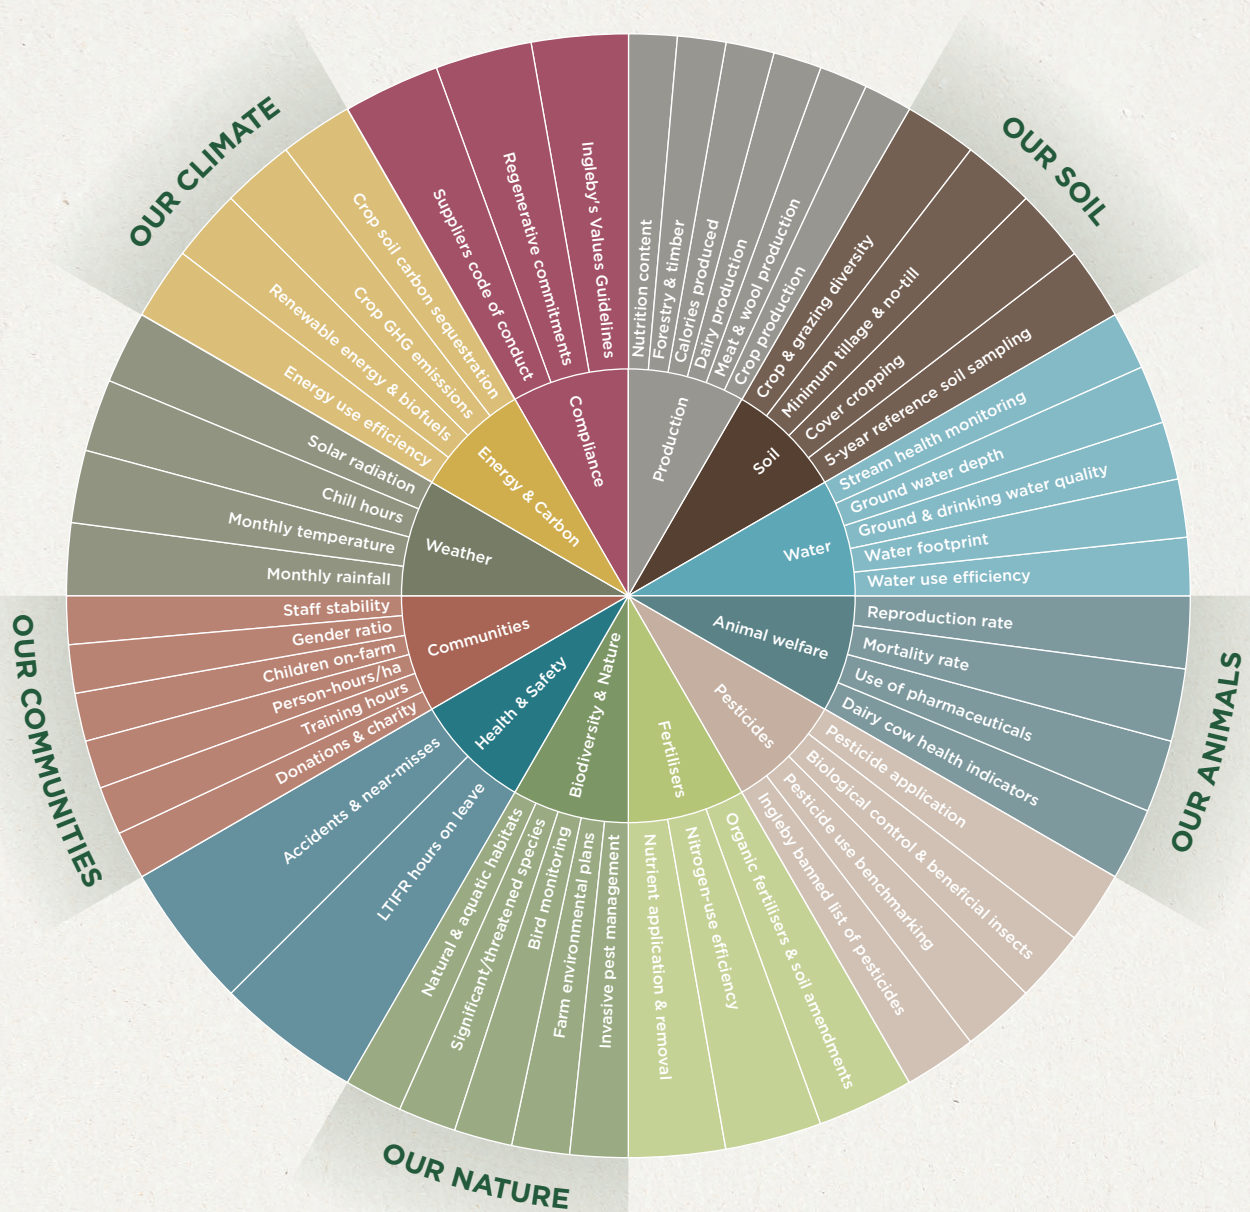 OUR CLIMATE
OUR SOIL
OUR ANIMALS
OUR NATURE
OUR COMMUNITIES
Production
Nutrition content
Forestry & timber
Calories produced
Dairy production
Meat & wool production
Crop production
Soil
Crop & grazing diversity
Minimum tillage & no-till
Cover cropping
5-year reference soil sampling
Water
Stream health monitoring
Ground water depth
Ground & drinking water quality
Water footprint
Water use efficiency
Animal welfare
Reproduction rate
Mortality rate
Use of pharmaceuticals
Dairy cow health indicators
Pesticides
Pesticide application
Biological control & beneficial insects
Pesticide use benchmarking
Ingleby banned list of pesticides
Fertilisers
Organic fertilisers & soil amendments
Nitrogen-use efficiency
Nutrient application & removal
Biodiversity & Nature
Invasive pest management
Farm environmental plans
Bird monitoring
Significant/threatened species
Natural & aquatic habitats
Health & Safety
LTIFR hours on leave
Accidents & near-misses
Communities
Donations & charity
Training hours
Person-hours/ha
Children on-farm
Gender ratio
Staff stability
Weather
Monthly rainfall
Monthly temperature
Chill hours
Solar radiation
Energy & Carbon
Energy use efficiency
Renewable energy & biofuels
Crop GHG emissions
Crop soil carbon sequestration
Compliance
Suppliers code of conduct
Regenerative commitments
Ingleby's Values Guidelines